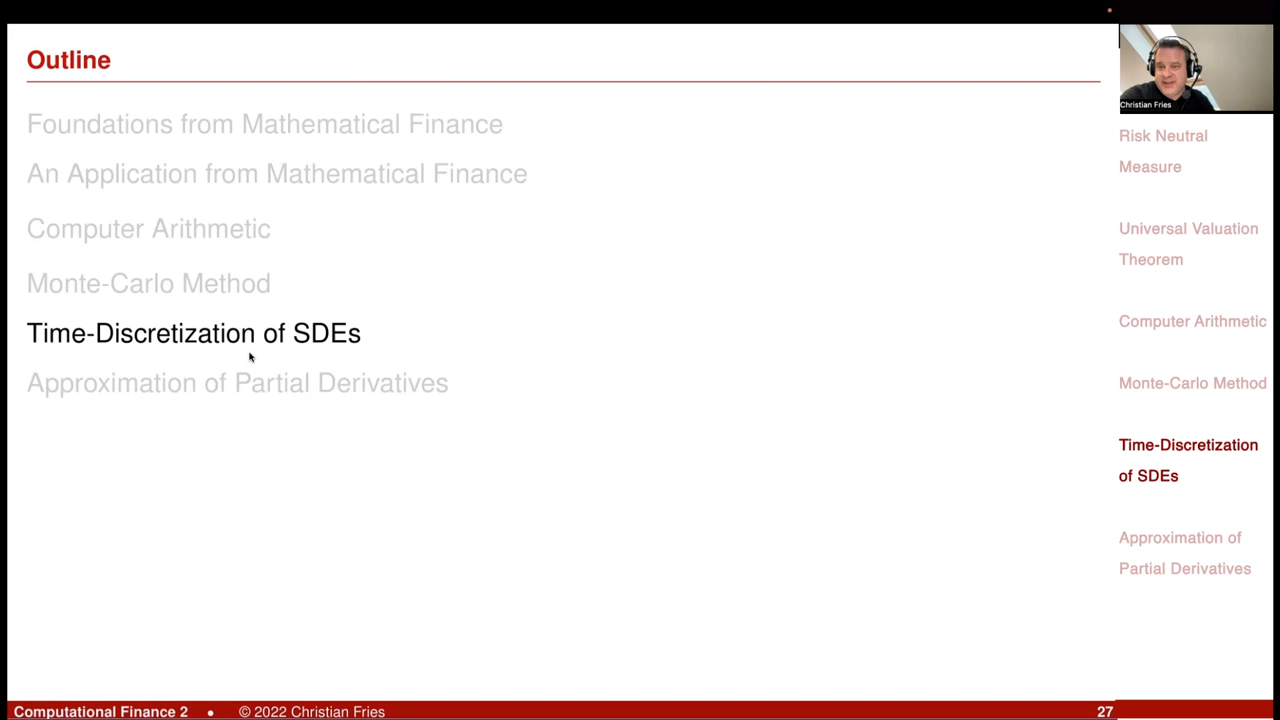 Outline
Foundations from Mathematical Finance
An Application from Mathematical Finance
Computer Arithmetic
Monte-Carlo Method
Time-Discretization of SDEs
Approximation of Partial Derivatives
Christian Fries
Risk Neutral
Measure
Universal Valuation
Theorem
Computer Arithmetic
Monte-Carlo Method
Time-Discretization
of SDEs
Approximation of
Partial Derivatives
Computational Finance 2 • © 2022 Christian Fries 27